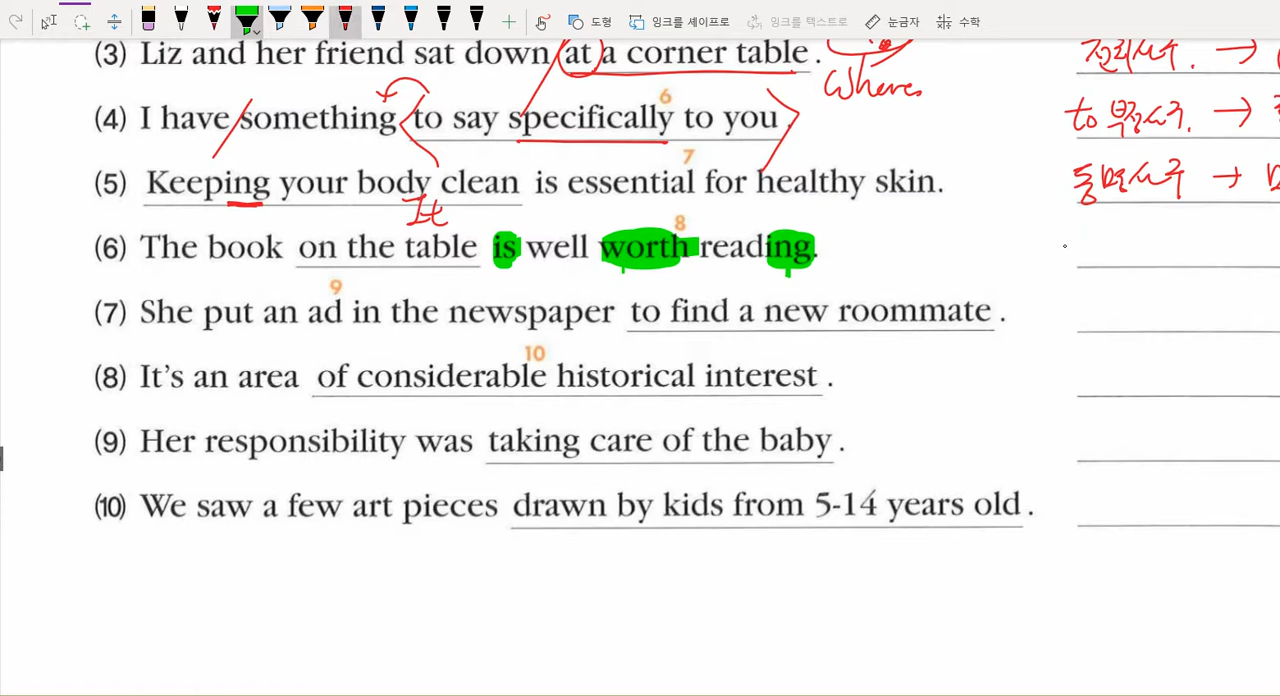 도형 잉크를 셰이프로 잉크를 텍스트로 눈금자 수학
(3) Liz and her friend sat down at a corner table.
Where
전치사구. →
6
(4) I have something to say specifically to you.
to 부정사구. →
7
(5) Keeping your body clean is essential for healthy skin.
동명사구 →
It
8
(6) The book on the table is well worth reading.
9
(7) She put an ad in the newspaper to find a new roommate.
10
(8) It's an area of considerable historical interest.
(9) Her responsibility was taking care of the baby.
(10) We saw a few art pieces drawn by kids from 5-14 years old.